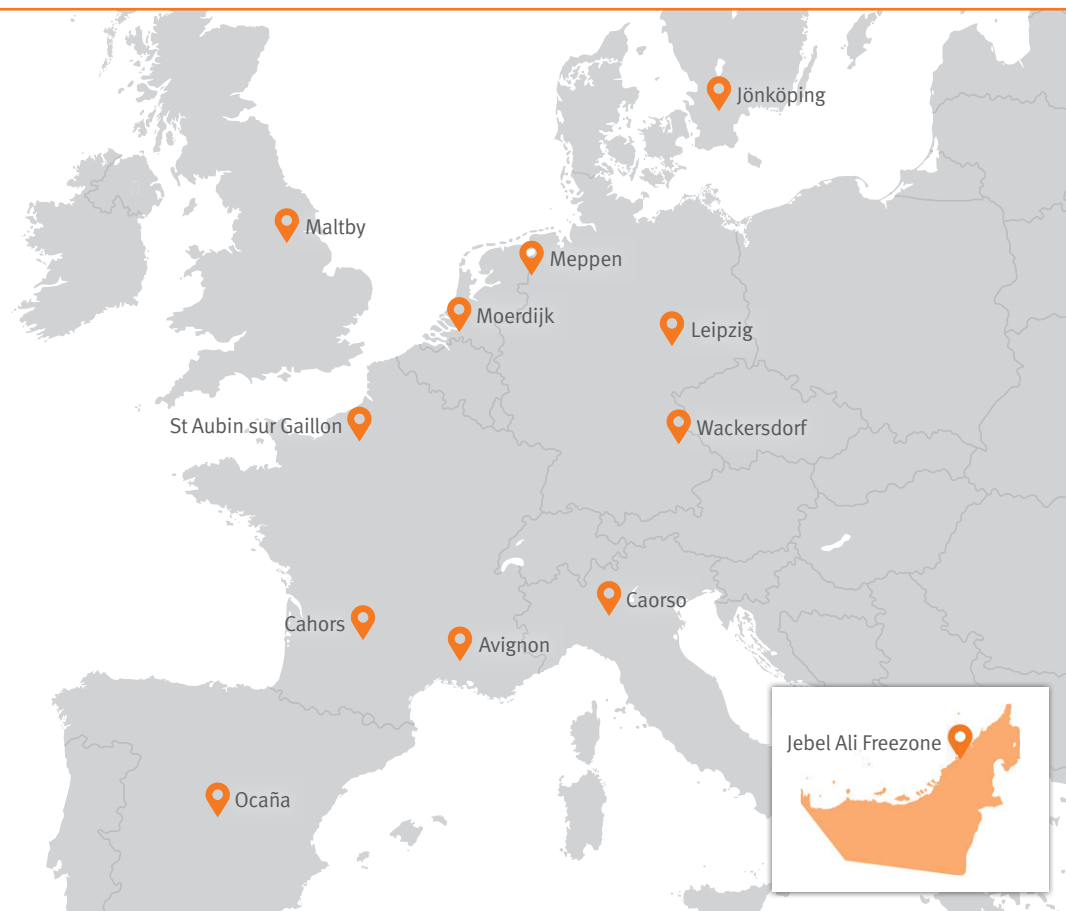 Jönköping
Maltby
Meppen
Moerdijk
Leipzig
St Aubin sur Gaillon
Wackersdorf
Caorso
Cahors
Avignon
Jebel Ali Freezone
Ocaña